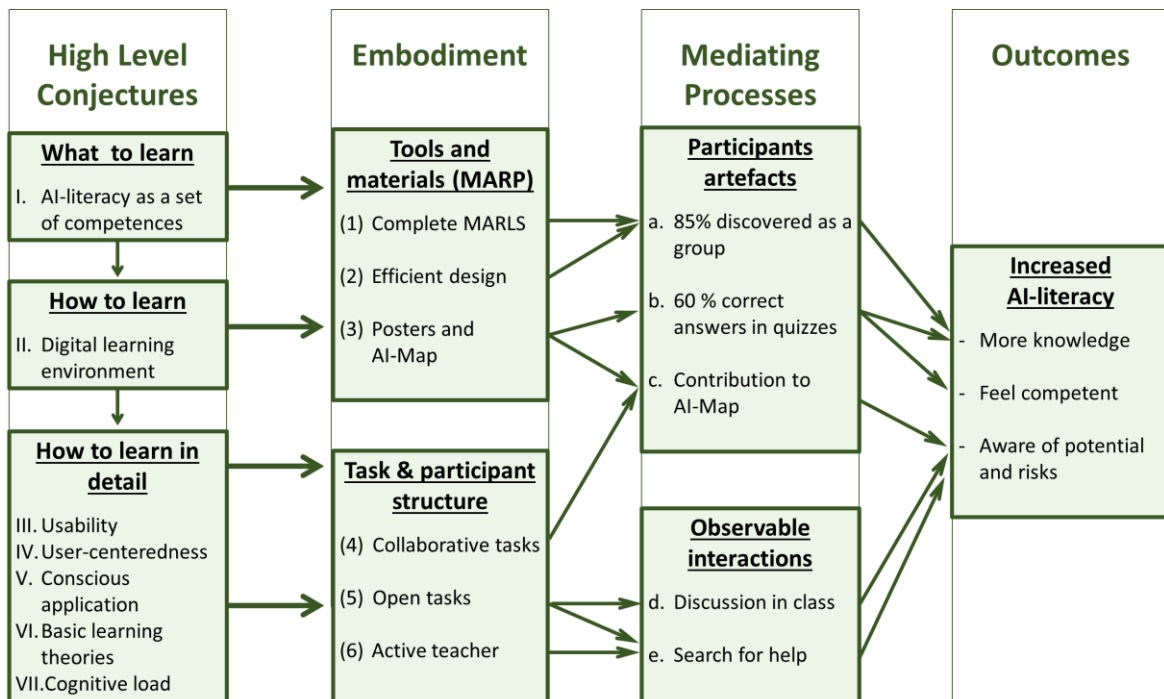 High Level
Conjectures
What to learn
I. AI-literacy as a set
of competences
How to learn
II. Digital learning
environment
How to learn in
detail
III. Usability
IV. User-centeredness
V. Conscious
application
VI. Basic learning
theories
VII.Cognitive load
Embodiment
Tools and
materials (MARP)
(1) Complete MARLS
(2) Efficient design
(3) Posters and
AI-Map
Task & participant
structure
(4) Collaborative tasks
(5) Open tasks
(6) Active teacher
Mediating
Processes
Participants
artefacts
a. 85% discovered as a
group
b. 60 % correct
answers in quizzes
c. Contribution to
AI-Map
Observable
interactions
d. Discussion in class
e. Search for help
Outcomes
Increased
AI-literacy
- More knowledge
- Feel competent
- Aware of potential
and risks